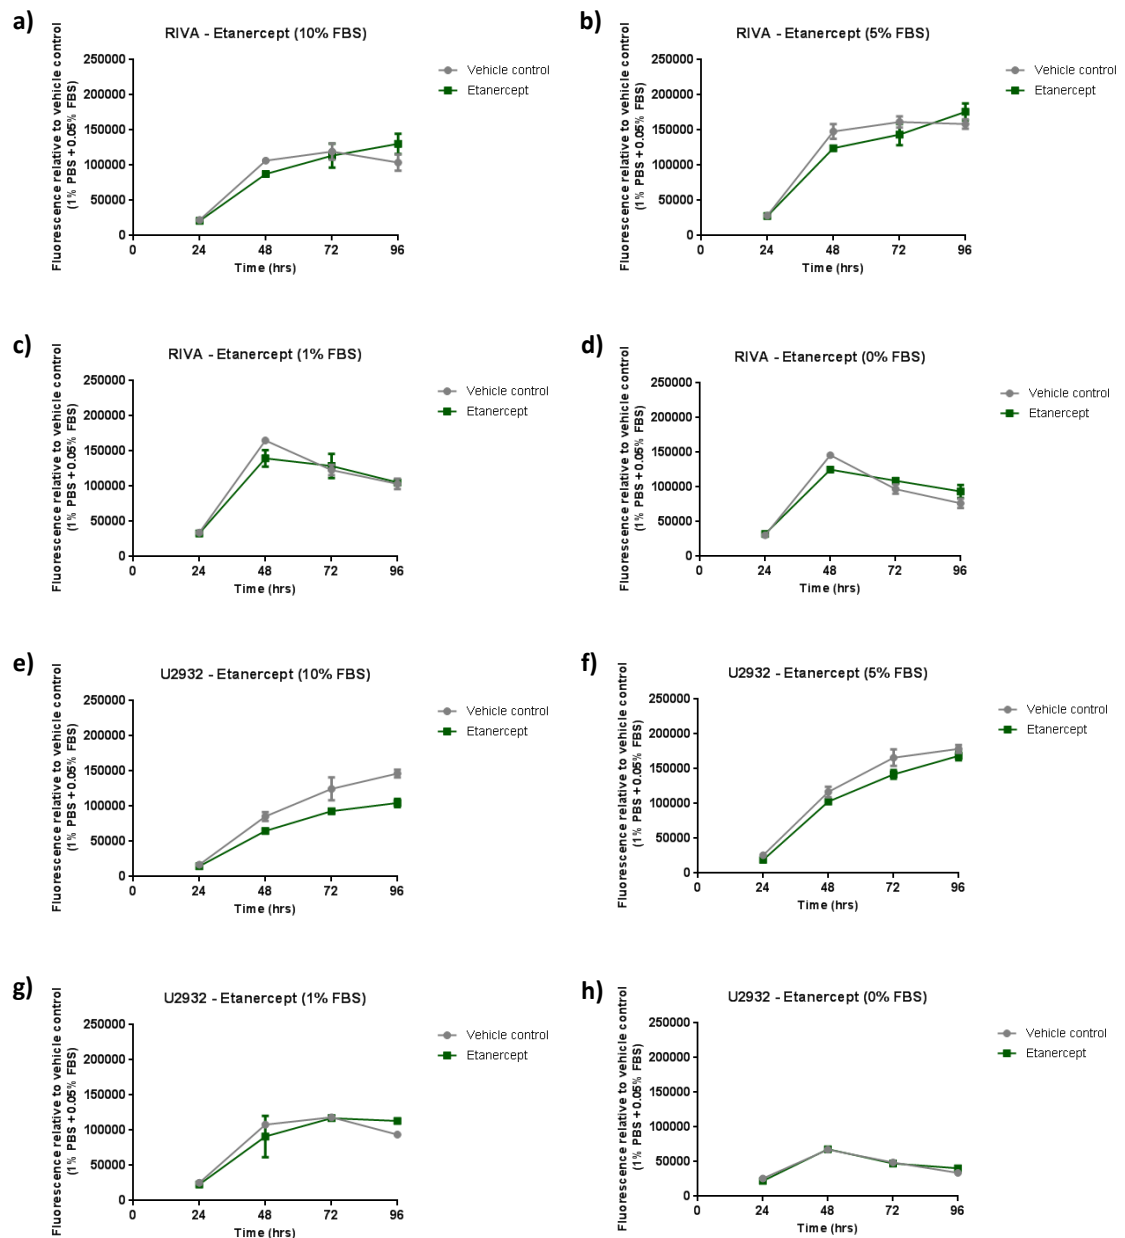 a)
RIVA - Etanercept (10% FBS)
Fluorescence relative to vehicle control
(1% PBS + 0.05% FBS)
250000
200000
150000
100000
50000
0
0 24 48 72 96
Time (hrs)
Vehicle control
Etanercept
b)
RIVA - Etanercept (5% FBS)
Fluorescence relative to vehicle control
(1% PBS + 0.05% FBS)
250000
200000
150000
100000
50000
0
0 24 48 72 96
Time (hrs)
Vehicle control
Etanercept
c)
RIVA - Etanercept (1% FBS)
Fluorescence relative to vehicle control
(1% PBS + 0.05% FBS)
250000
200000
150000
100000
50000
0
0 24 48 72 96
Time (hrs)
Vehicle control
Etanercept
d)
RIVA - Etanercept (0% FBS)
Fluorescence relative to vehicle control
(1% PBS + 0.05% FBS)
250000
200000
150000
100000
50000
0
0 24 48 72 96
Time (hrs)
Vehicle control
Etanercept
e)
U2932 - Etanercept (10% FBS)
Fluorescence relative to vehicle control
(1% PBS + 0.05% FBS)
250000
200000
150000
100000
50000
0
0 24 48 72 96
Time (hrs)
Vehicle control
Etanercept
f)
U2932 - Etanercept (5% FBS)
Fluorescence relative to vehicle control
(1% PBS + 0.05% FBS)
250000
200000
150000
100000
50000
0
0 24 48 72 96
Time (hrs)
Vehicle control
Etanercept
g)
U2932 - Etanercept (1% FBS)
Fluorescence relative to vehicle control
(1% PBS + 0.05% FBS)
250000
200000
150000
100000
50000
0
0 24 48 72 96
Time (hrs)
Vehicle control
Etanercept
h)
U2932 - Etanercept (0% FBS)
Fluorescence relative to vehicle control
(1% PBS + 0.05% FBS)
250000
200000
150000
100000
50000
0
0 24 48 72 96
Time (hrs)
Vehicle control
Etanercept